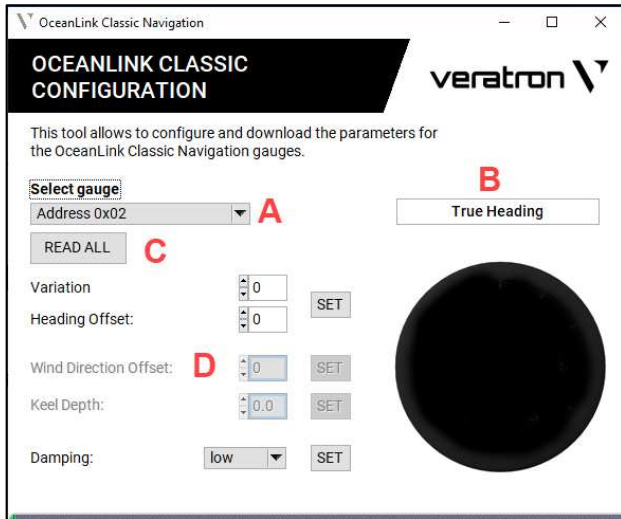 OceanLink Classic Navigation
OCEANLINK CLASSIC
CONFIGURATION
veratron
This tool allows to configure and download the parameters for
the OceanLink Classic Navigation gauges.
Select gauge
Address 0x02
A
B
True Heading
READ ALL
C
Variation
0
SET
Heading Offset:
0
Wind Direction Offset:
D
0
SET
Keel Depth:
0.0
SET
Damping:
low
SET